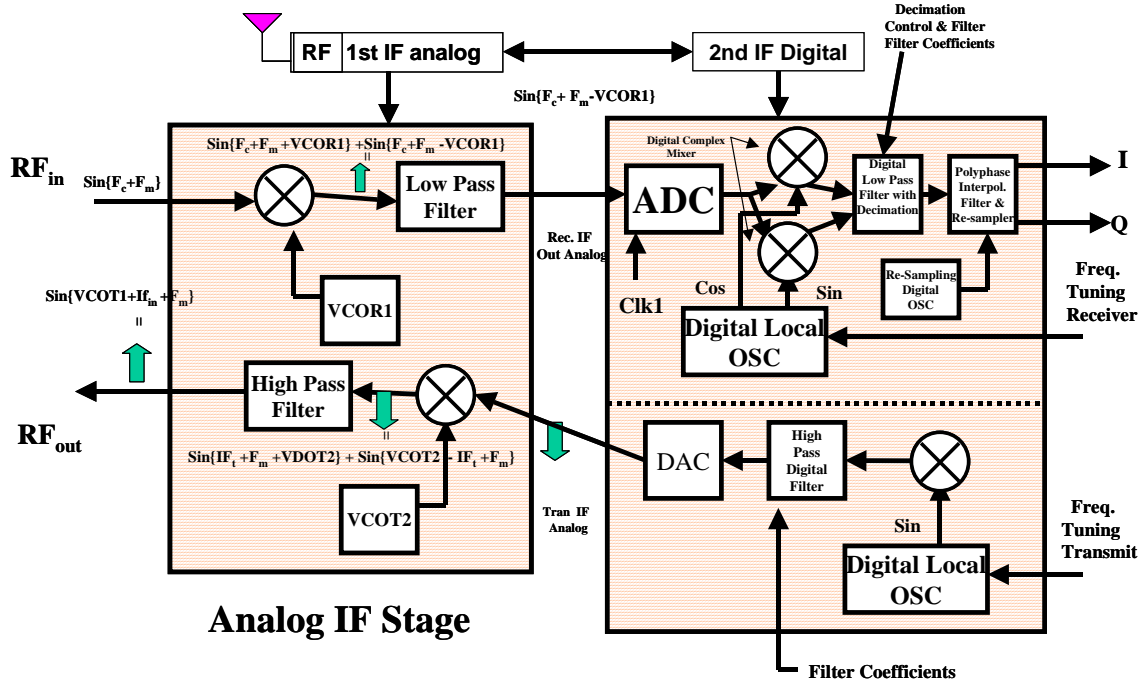 Decimation
Control & Filter
Filter Coefficients
RF
1st IF analog
2nd IF Digital
Sin{Fc+ Fm-VCOR1}
Sin{Fc+Fm +VCOR1} +Sin{Fc+Fm -VCOR1}
=
RFin
Sin{Fc+Fm}
Low Pass
Filter
VCOR1
Rec. IF
Out Analog
Digital Complex
Mixer
Digital Complex
Mixer
ADC
Clk1
Cos
Sin
Digital Local
OSC
Digital
Low Pass
Filter with
Decimation
Polyphase
Interpol.
Filter &
Re-sampler
Re-Sampling
Digital
OSC
I
Q
Freq.
Tuning
Receiver
Sin{VCOT1+Ifin+Fm}
=
RFout
High Pass
Filter
=
Sin{IFt +Fm +VDOT2} + Sin{VCOT2 - IFt +Fm}
VCOT2
Tran IF
Analog
DAC
High
Pass
Digital
Filter
Sin
Digital Local
OSC
Freq.
Tuning
Transmit
Analog IF Stage
Filter Coefficients